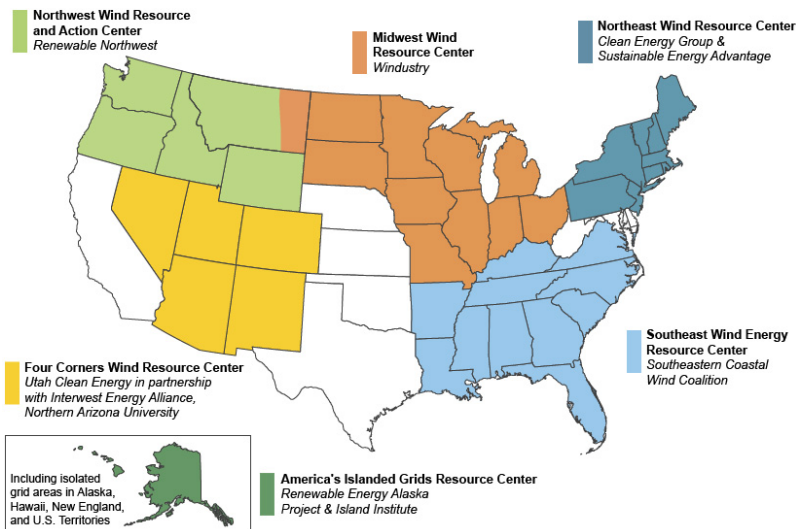 Northwest Wind Resource
and Action Center
Renewable Northwest
Midwest Wind
Resource Center
Windustry
Northeast Wind Resource Center
Clean Energy Group &
Sustainable Energy Advantage
Southeast Wind Energy
Resource Center
Southeastern Coastal
Wind Coalition
Four Corners Wind Resource Center
Utah Clean Energy in partnership
with Interwest Energy Alliance,
Northern Arizona University
Including isolated
grid areas in Alaska,
Hawaii, New England,
and U.S. Territories
America's Islanded Grids Resource Center
Renewable Energy Alaska
Project & Island Institute